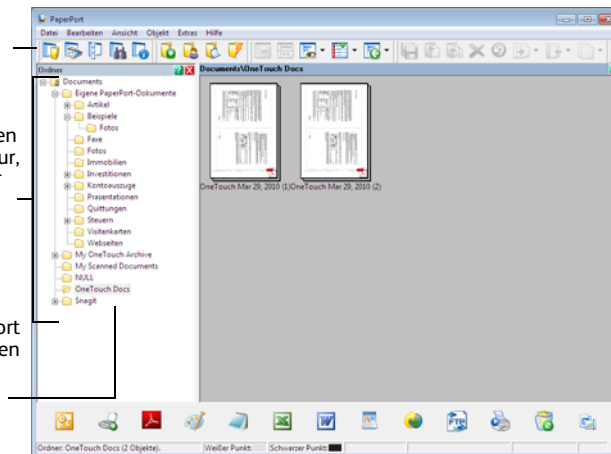 PaperPort
Datei Bearbeiten Ansicht Objekt Extras Hilfe
Ordner
Documents\OneTouch Docs
Documents
Eigene PaperPort-Dokumente
Artikel
Beispiele
Fotos
Faxe
Fotos
Immobilien
Investitionen
Kontoauszuge
Prasentationen
Quittungen
Steuern
Visitenkarten
Webseiten
My OneTouch Archive
My Scanned Documents
NULL
OneTouch Docs
Snagit
OneTouch Mar 29, 2010 (1)
OneTouch Mar 29, 2010 (2)
en
ur,
ort
en
FTP
Ordner: OneTouch Docs (2 Objekte).
Weißer Punkt:
Schwarzer Punkt: